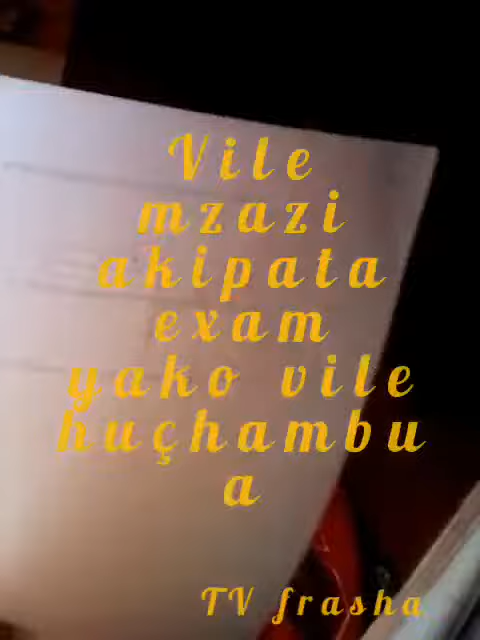 Vile
mzazi
akipata
exam
yako vile
huçhambu
a
TV frasha